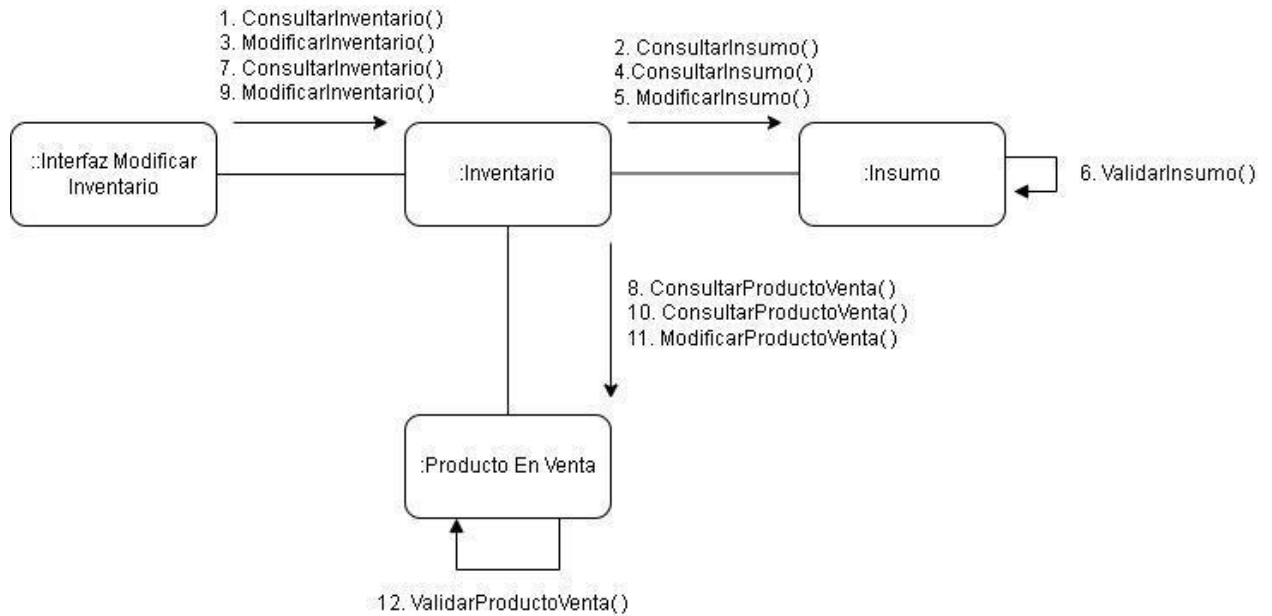 1. ConsultarInventario()
3. ModificarInventario()
7. ConsultarInventario()
9. ModificarInventario()
2. ConsultarInsumo()
4.ConsultarInsumo()
5. ModificarInsumo()
::Interfaz Modificar
Inventario
:Inventario
:Insumo
6. ValidarInsumo()
8. ConsultarProductoVenta()
10. ConsultarProductoVenta()
11. ModificarProductoVenta()
:Producto En Venta
12. ValidarProductoVenta()